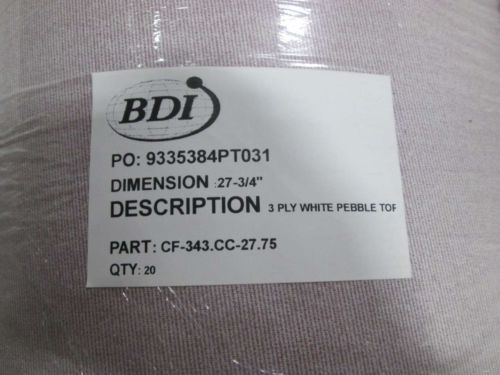 BDI
PO: 9335384PT031
DIMENSION :27-3/4"
DESCRIPTION 3 PLY WHITE PEBBLE TOP
PART: CF-343.CC-27.75
QTY: 20